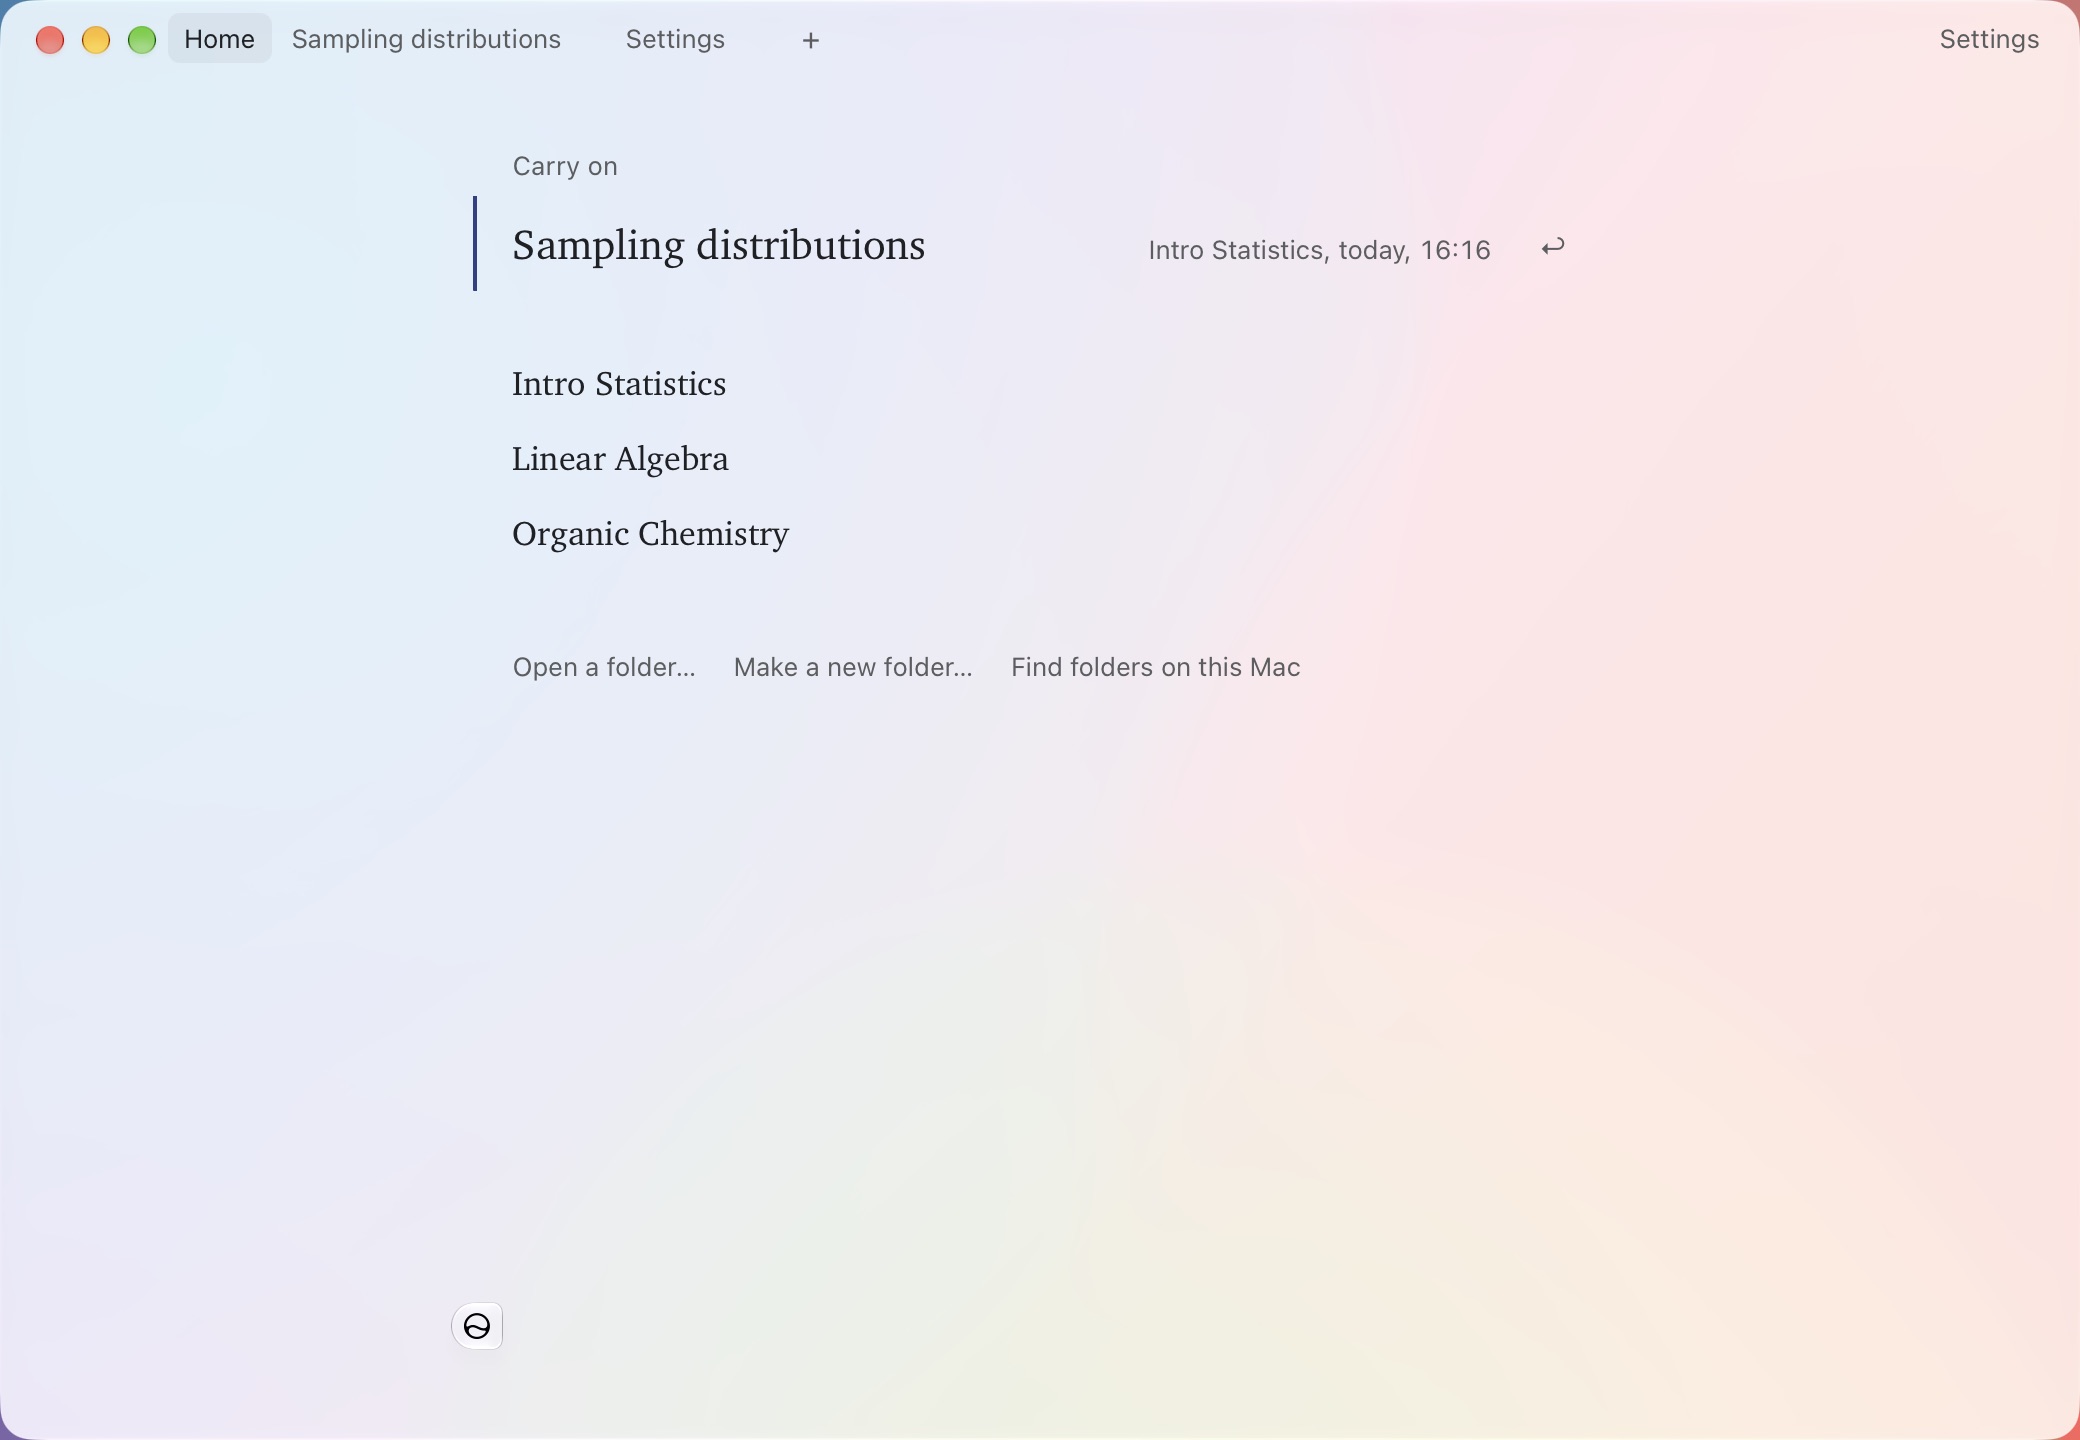 Home Sampling distributions Settings + Settings
Carry on
Sampling distributions Intro Statistics, today, 16:16
Intro Statistics
Linear Algebra
Organic Chemistry
Open a folder... Make a new folder... Find folders on this Mac